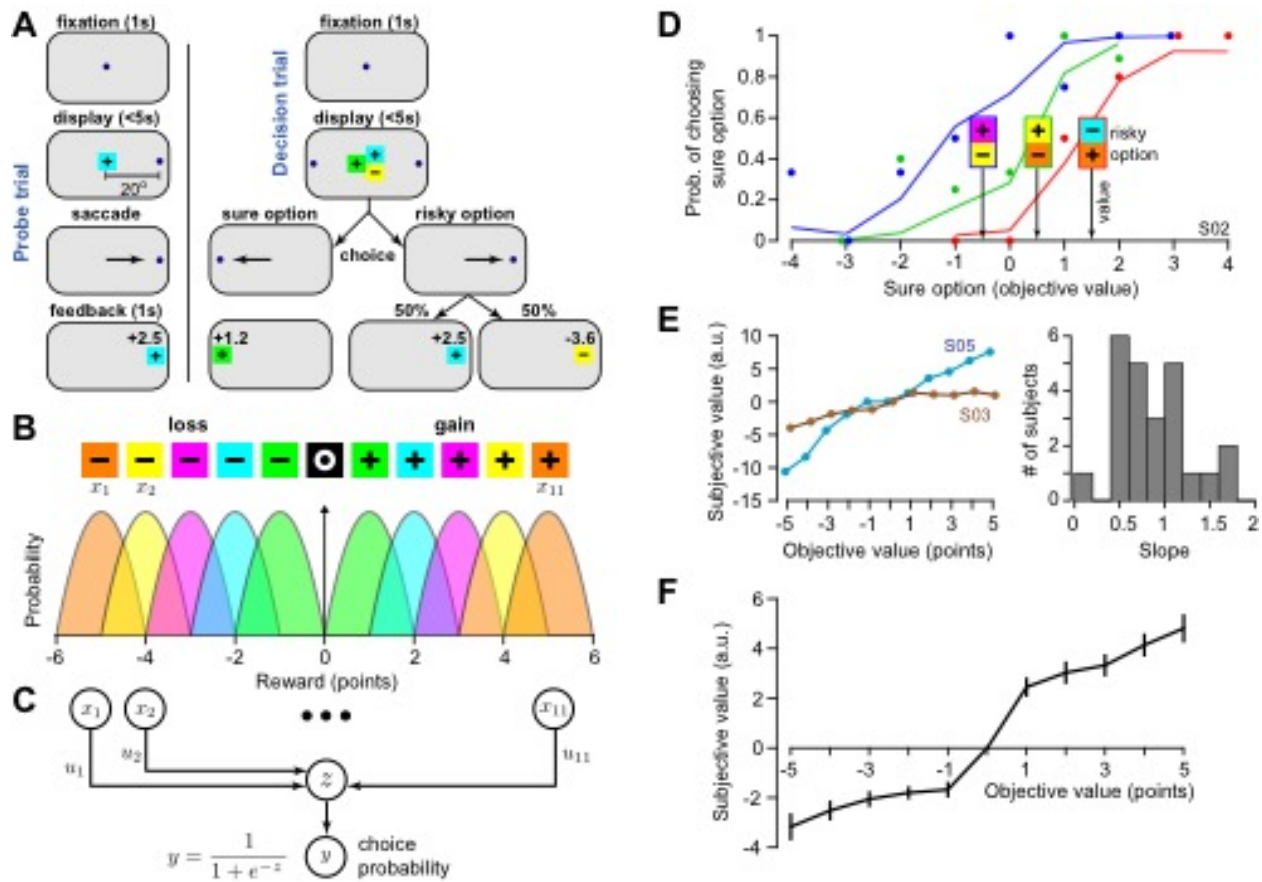 A
fixation (1s)
display (<5s)
20°
saccade
feedback (1s)
+2.5
Probe trial
Decision trial
fixation (1s)
display (<5s)
sure option
risky option
choice
50%
50%
+1.2
+2.5
-3.6
B
loss
gain
x1
x2
x11
Probability
-6
-4
-2
0
2
4
6
Reward (points)
C
x1
x2
x11
u1
u2
u11
z
y
y = 1 / (1 + e^-z)
choice
probability
D
Prob. of choosing
sure option
1
0.8
0.6
0.4
0.2
0
-4
-3
-2
-1
0
1
2
3
4
Sure option (objective value)
risky
option
value
S02
E
Subjective value (a.u.)
10
5
0
-5
-10
-15
S05
S03
-5
-3
-1
1
3
5
Objective value (points)
# of subjects
6
4
2
0
0
0.5
1.0
1.5
2
Slope
F
Subjective value (a.u.)
6
4
2
0
-2
-4
-5
-3
-1
1
3
5
Objective value (points)